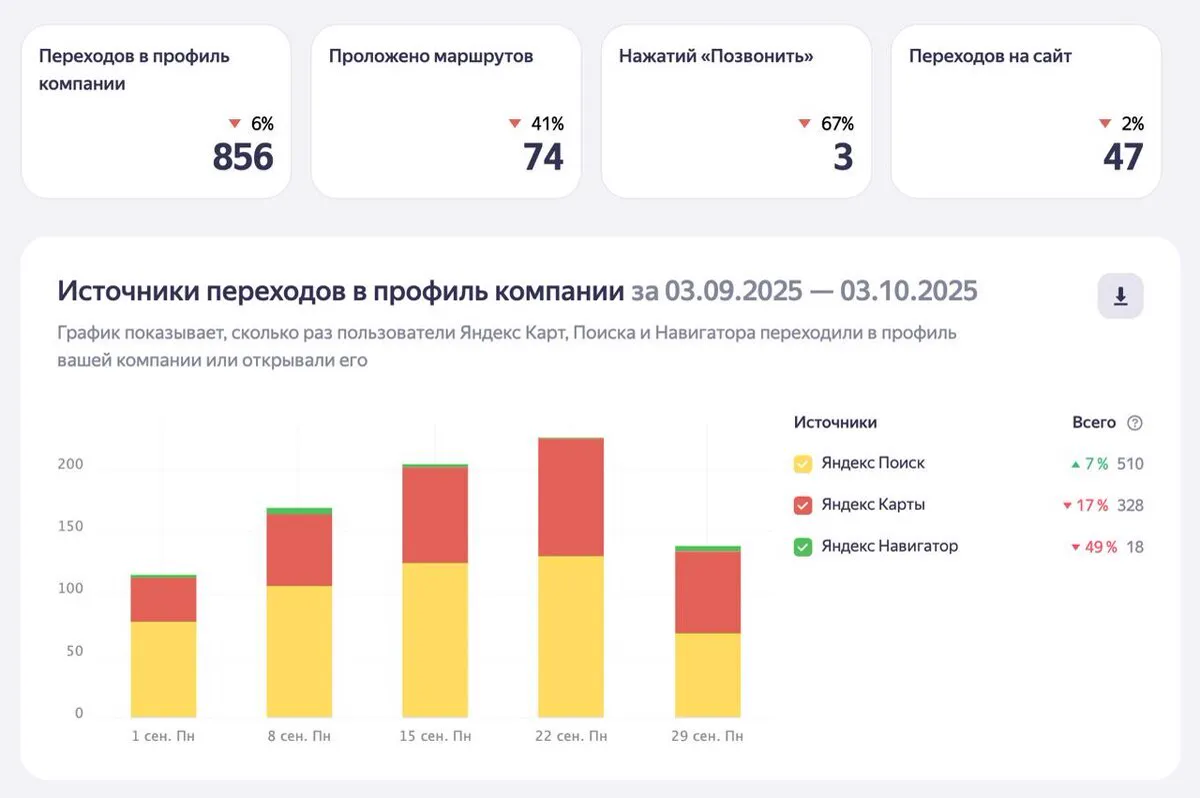 Переходов в профиль
компании
▼ 6%
856
Проложено маршрутов
▼ 41%
74
Нажатий «Позвонить»
▼ 67%
3
Переходов на сайт
▼ 2%
47
Источники переходов в профиль компании за 03.09.2025 — 03.10.2025
График показывает, сколько раз пользователи Яндекс Карт, Поиска и Навигатора переходили в профиль
вашей компании или открывали его
200
150
100
50
0
1 сен. Пн
8 сен. Пн
15 сен. Пн
22 сен. Пн
29 сен. Пн
Источники Всего ?
Яндекс Поиск ▲ 7 % 510
Яндекс Карты ▼ 17 % 328
Яндекс Навигатор ▼ 49 % 18